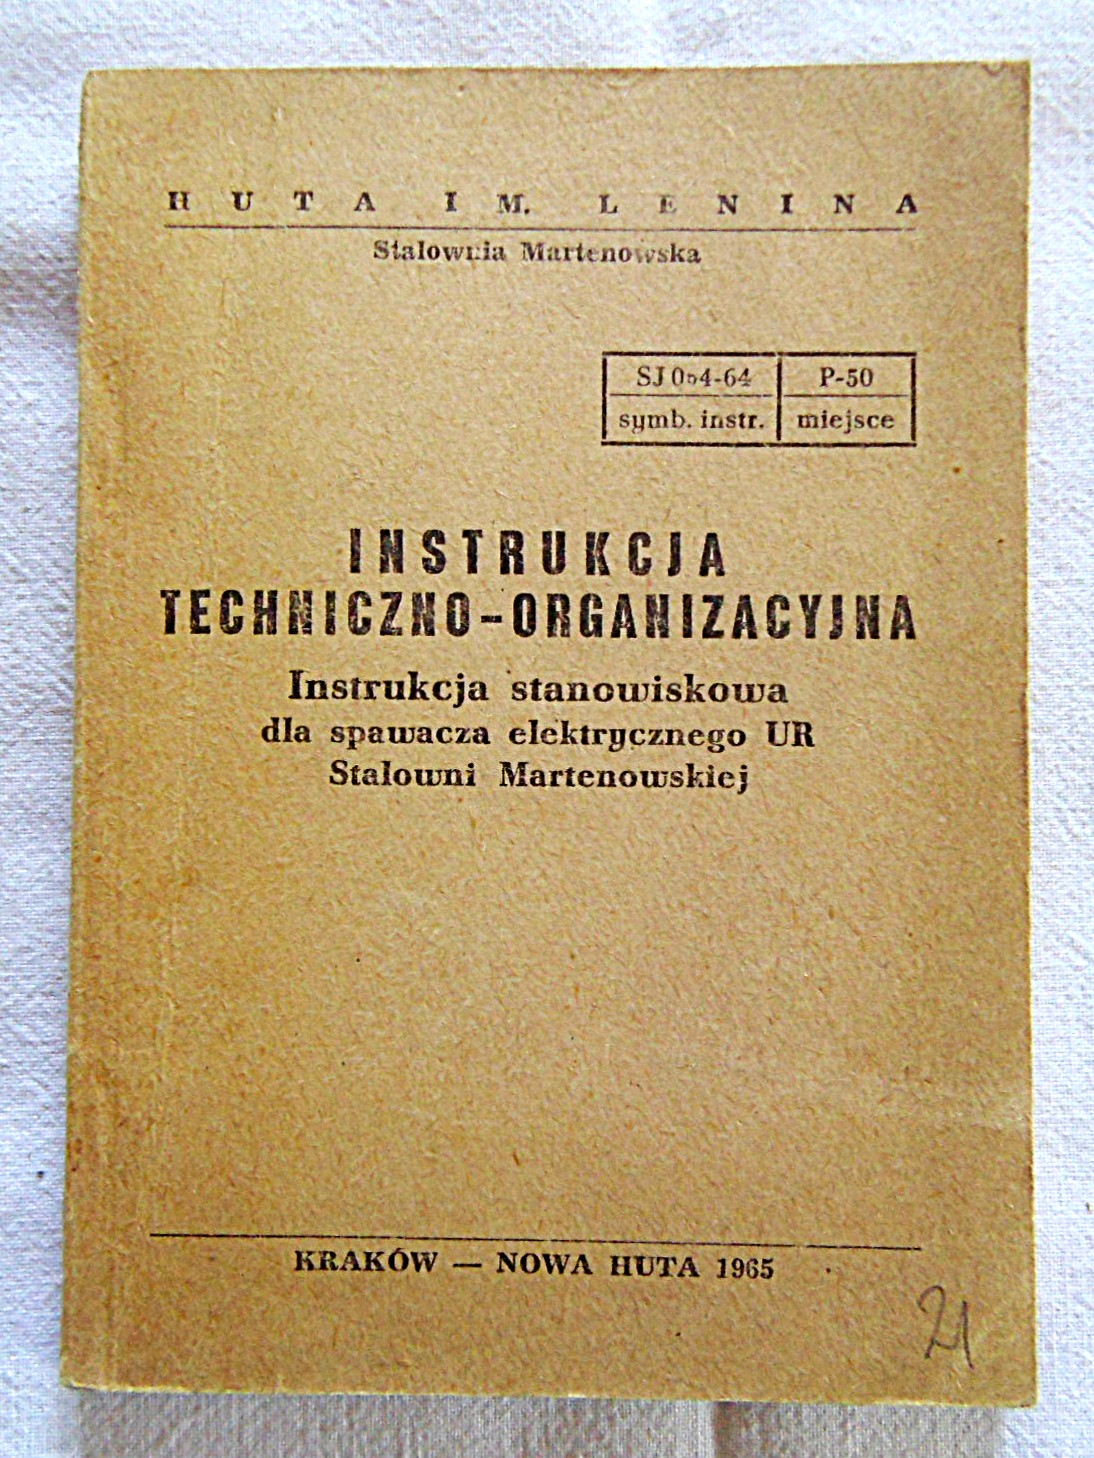 HUTA IM. LENINA
Stalownia Martenowska
SJ 054-64 P-50
symb. instr. miejsce
INSTRUKCJA
TECHNICZNO-ORGANIZACYJNA
Instrukcja stanowiskowa
dla spawacza elektrycznego UR
Stalowni Martenowskiej
KRAKÓW — NOWA HUTA 1965
21